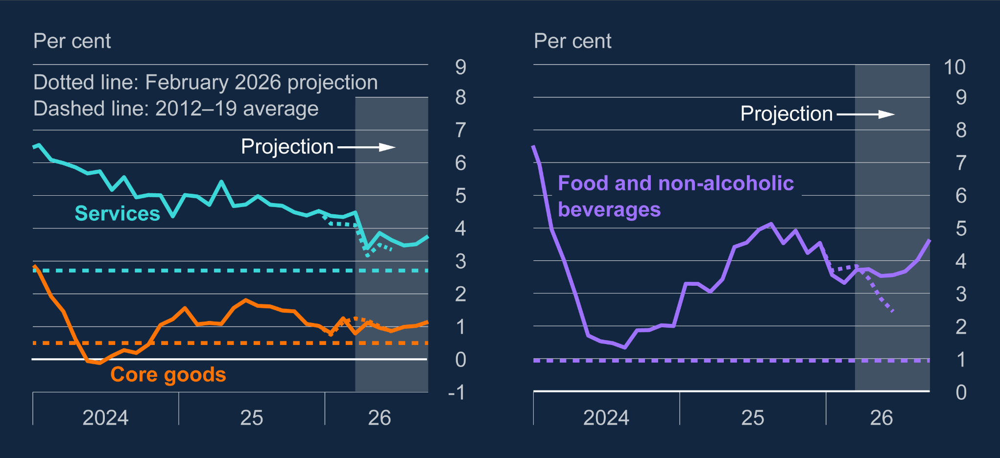 Per cent
Dotted line: February 2026 projection
Dashed line: 2012–19 average
Projection
Services
Core goods
9
8
7
6
5
4
3
2
1
0
-1
2024
25
26
Per cent
Projection
Food and non-alcoholic
beverages
10
9
8
7
6
5
4
3
2
1
0
2024
25
26